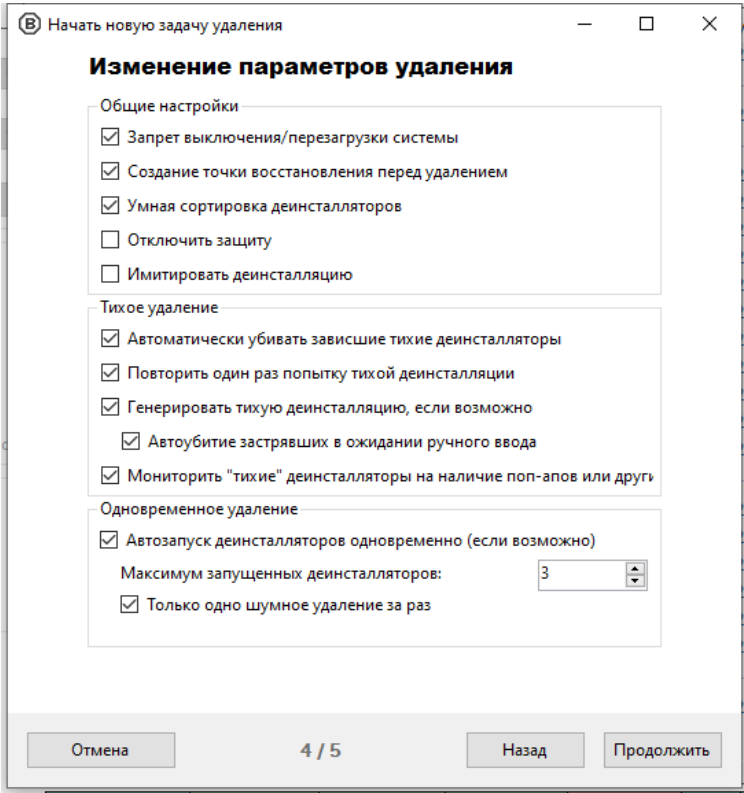 B Начать новую задачу удаления
Изменение параметров удаления
Общие настройки
Запрет выключения/перезагрузки системы
Создание точки восстановления перед удалением
Умная сортировка деинсталляторов
Отключить защиту
Имитировать деинсталляцию
Тихое удаление
Автоматически убивать зависшие тихие деинсталляторы
Повторить один раз попытку тихой деинсталляции
Генерировать тихую деинсталляцию, если возможно
Автоубитие застрявших в ожидании ручного ввода
Мониторить "тихие" деинсталляторы на наличие поп-апов или други
Одновременное удаление
Автозапуск деинсталляторов одновременно (если возможно)
Максимум запущенных деинсталляторов: 3
Только одно шумное удаление за раз
Отмена 4 / 5 Назад Продолжить